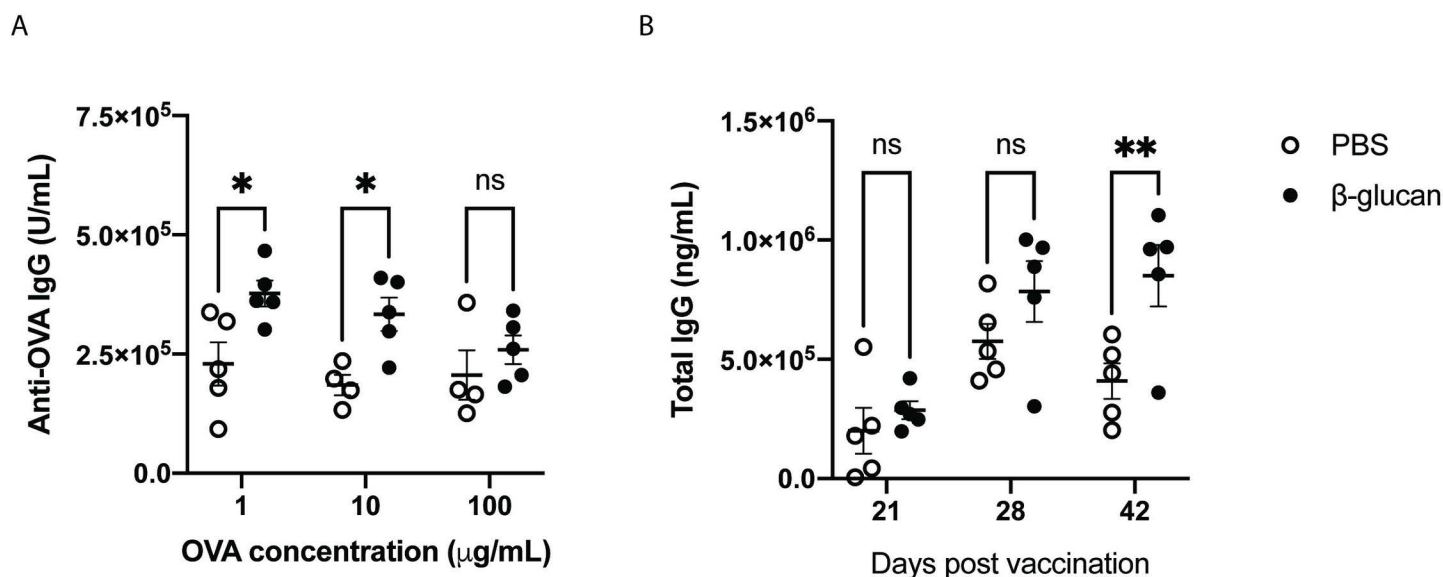 A
B
7.5×10⁵
5.0×10⁵
2.5×10⁵
0.0
Anti-OVA IgG (U/mL)
* * ns
1 10 100
OVA concentration (μg/mL)
1.5×10⁶
1.0×10⁶
5.0×10⁵
0.0
Total IgG (ng/mL)
ns ns **
21 28 42
Days post vaccination
PBS
β-glucan